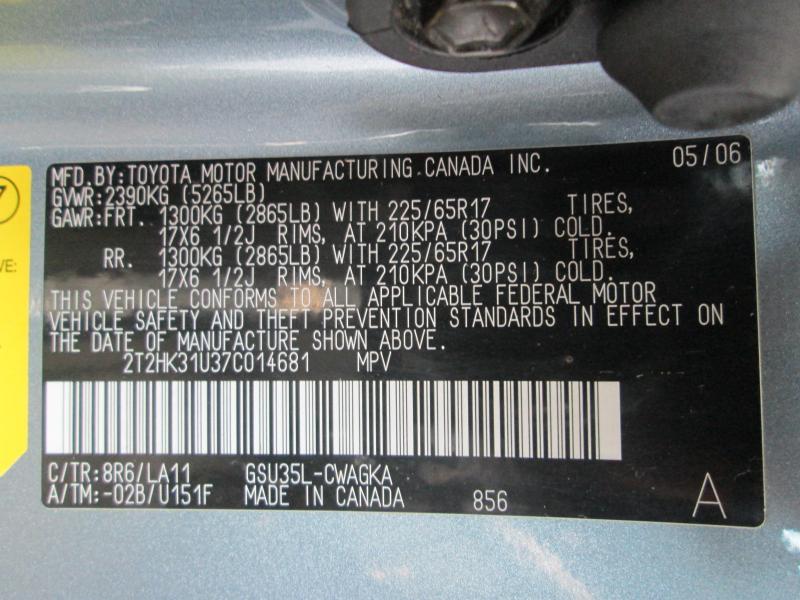 MFD. BY: TOYOTA MOTOR MANUFACTURING CANADA INC. 05/06
GVWR: 2390KG (5265LB)
GAWR: FRT. 1300KG (2865LB) WITH 225/65R17 TIRES,
17X6 1/2J RIMS, AT 210KPA (30PSI) COLD.
RR. 1300KG (2865LB) WITH 225/65R17 TIRES,
17X6 1/2J RIMS, AT 210KPA (30PSI) COLD.
THIS VEHICLE CONFORMS TO ALL APPLICABLE FEDERAL MOTOR
VEHICLE SAFETY AND THEFT PREVENTION STANDARDS IN EFFECT ON
THE DATE OF MANUFACTURE SHOWN ABOVE.
2T2HK31U37C014681 MPV
C/TR: 8R6/LA11 GSU35L-CWAGKA
A/TM: -02B/U151F MADE IN CANADA 856 A
7
VE: